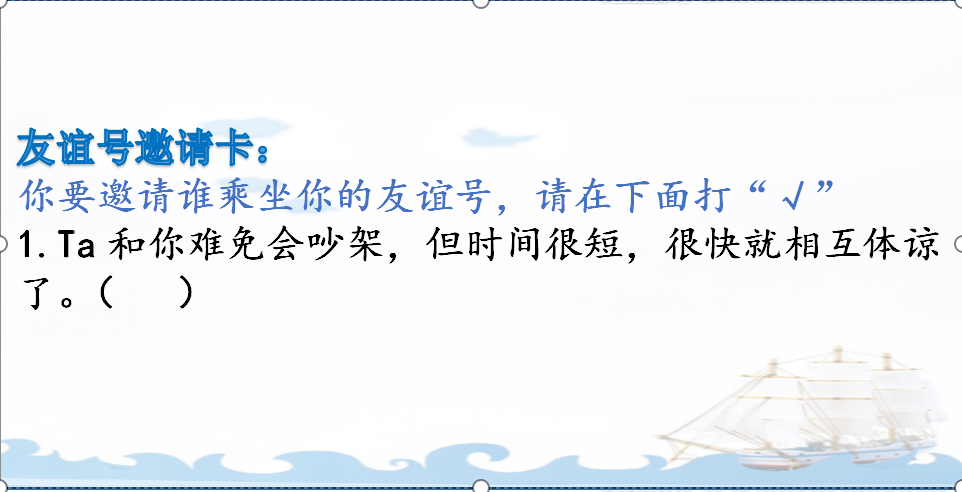 友谊号邀请卡：
你要邀请谁乘坐你的友谊号，请在下面打“√”
1.Ta 和你难免会吵架，但时间很短，很快就相互体谅
了。（   ）